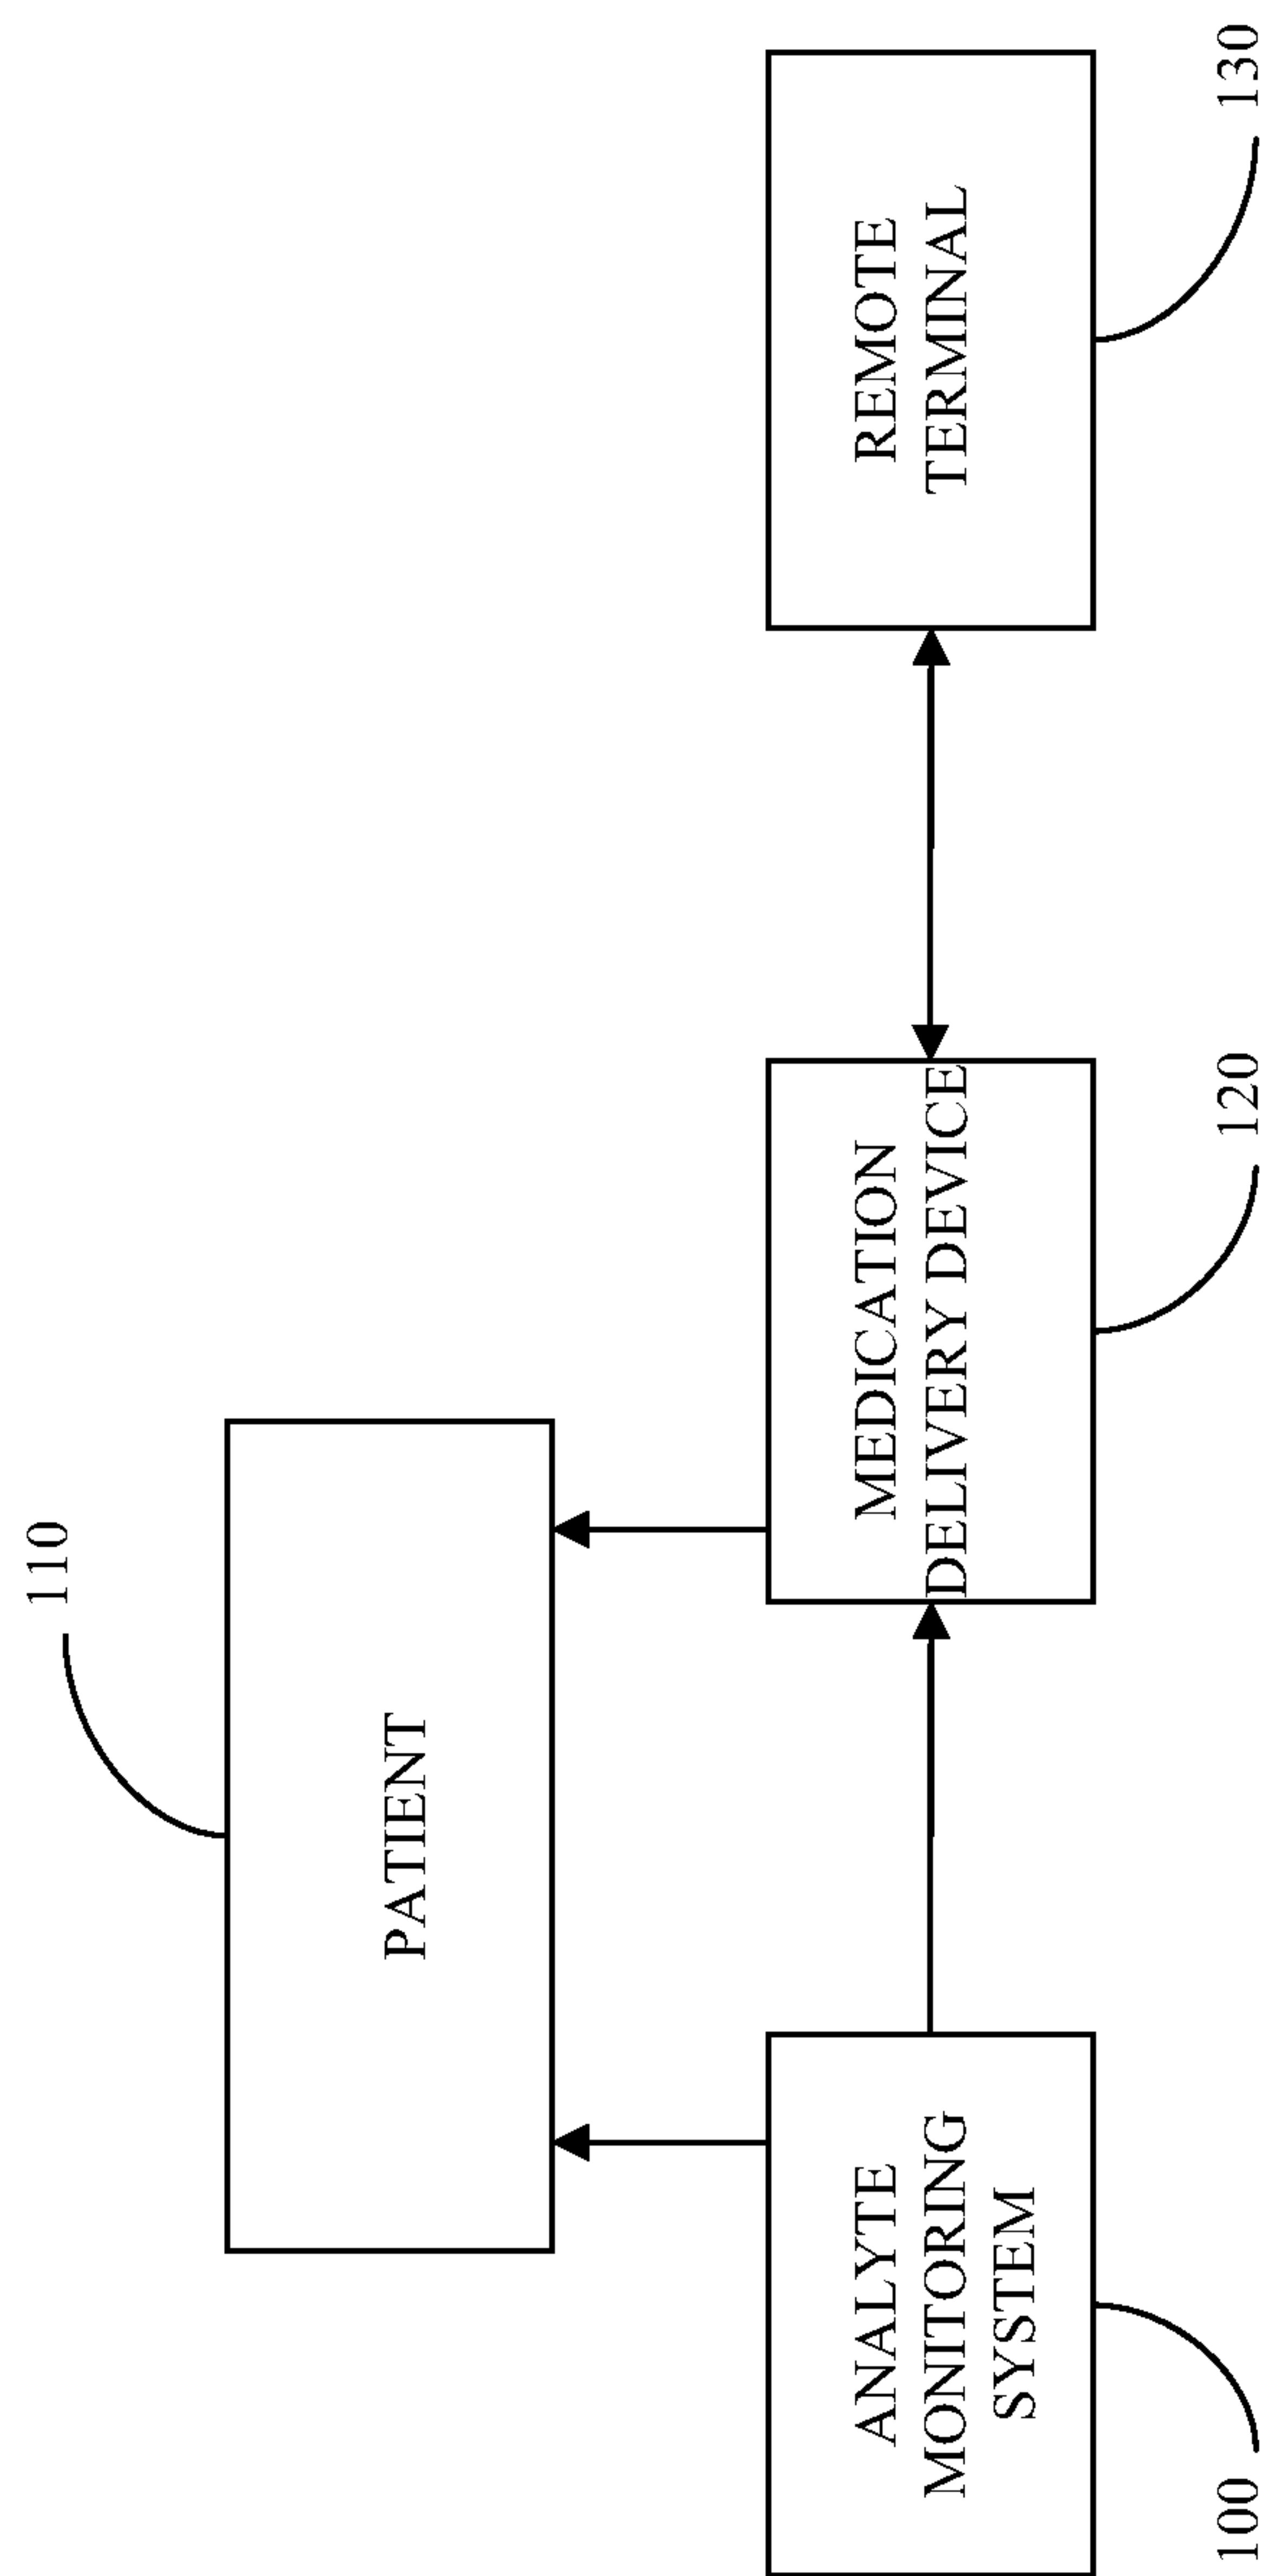 110
PATIENT
ANALYTE
MONITORING
SYSTEM
MEDICATION
DELIVERY DEVICE
REMOTE
TERMINAL
100
120
130